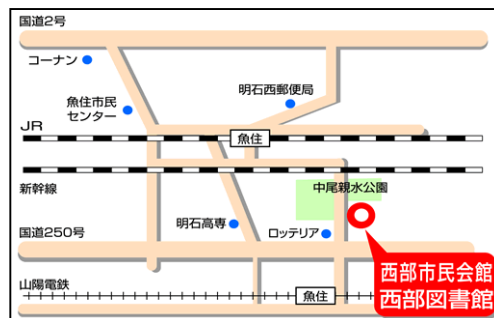 国道2号
コーナン
明石西郵便局
魚住市民
センター
JR
魚住
新幹線
中尾親水公園
明石高専
ロッテリア
国道250号
西部市民会館
西部図書館
山陽電鉄
魚住